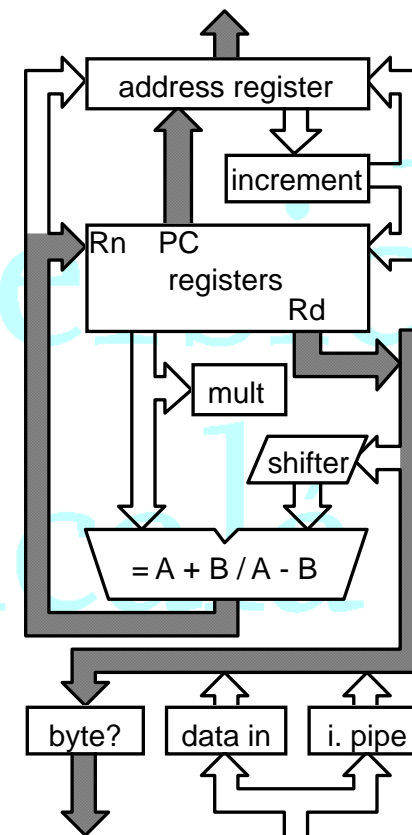 address register
increment
Rn PC
registers
Rd
mult
shifter
= A + B / A - B
byte?
data in
i. pipe